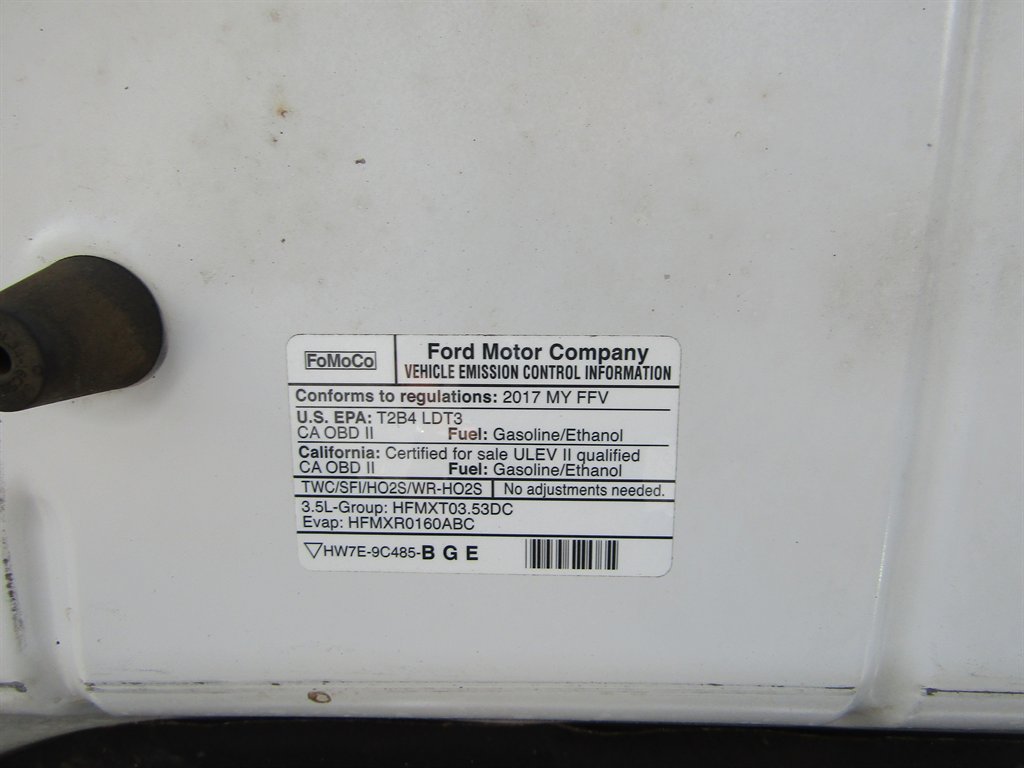 FoMoCo
Ford Motor Company
VEHICLE EMISSION CONTROL INFORMATION
Conforms to regulations: 2017 MY FFV
U.S. EPA: T2B4 LDT3
CA OBD II Fuel: Gasoline/Ethanol
California: Certified for sale ULEV II qualified
CA OBD II Fuel: Gasoline/Ethanol
TWC/SFI/HO2S/WR-HO2S No adjustments needed.
3.5L-Group: HFMXT03.53DC
Evap: HFMXR0160ABC
HW7E-9C485-B G E